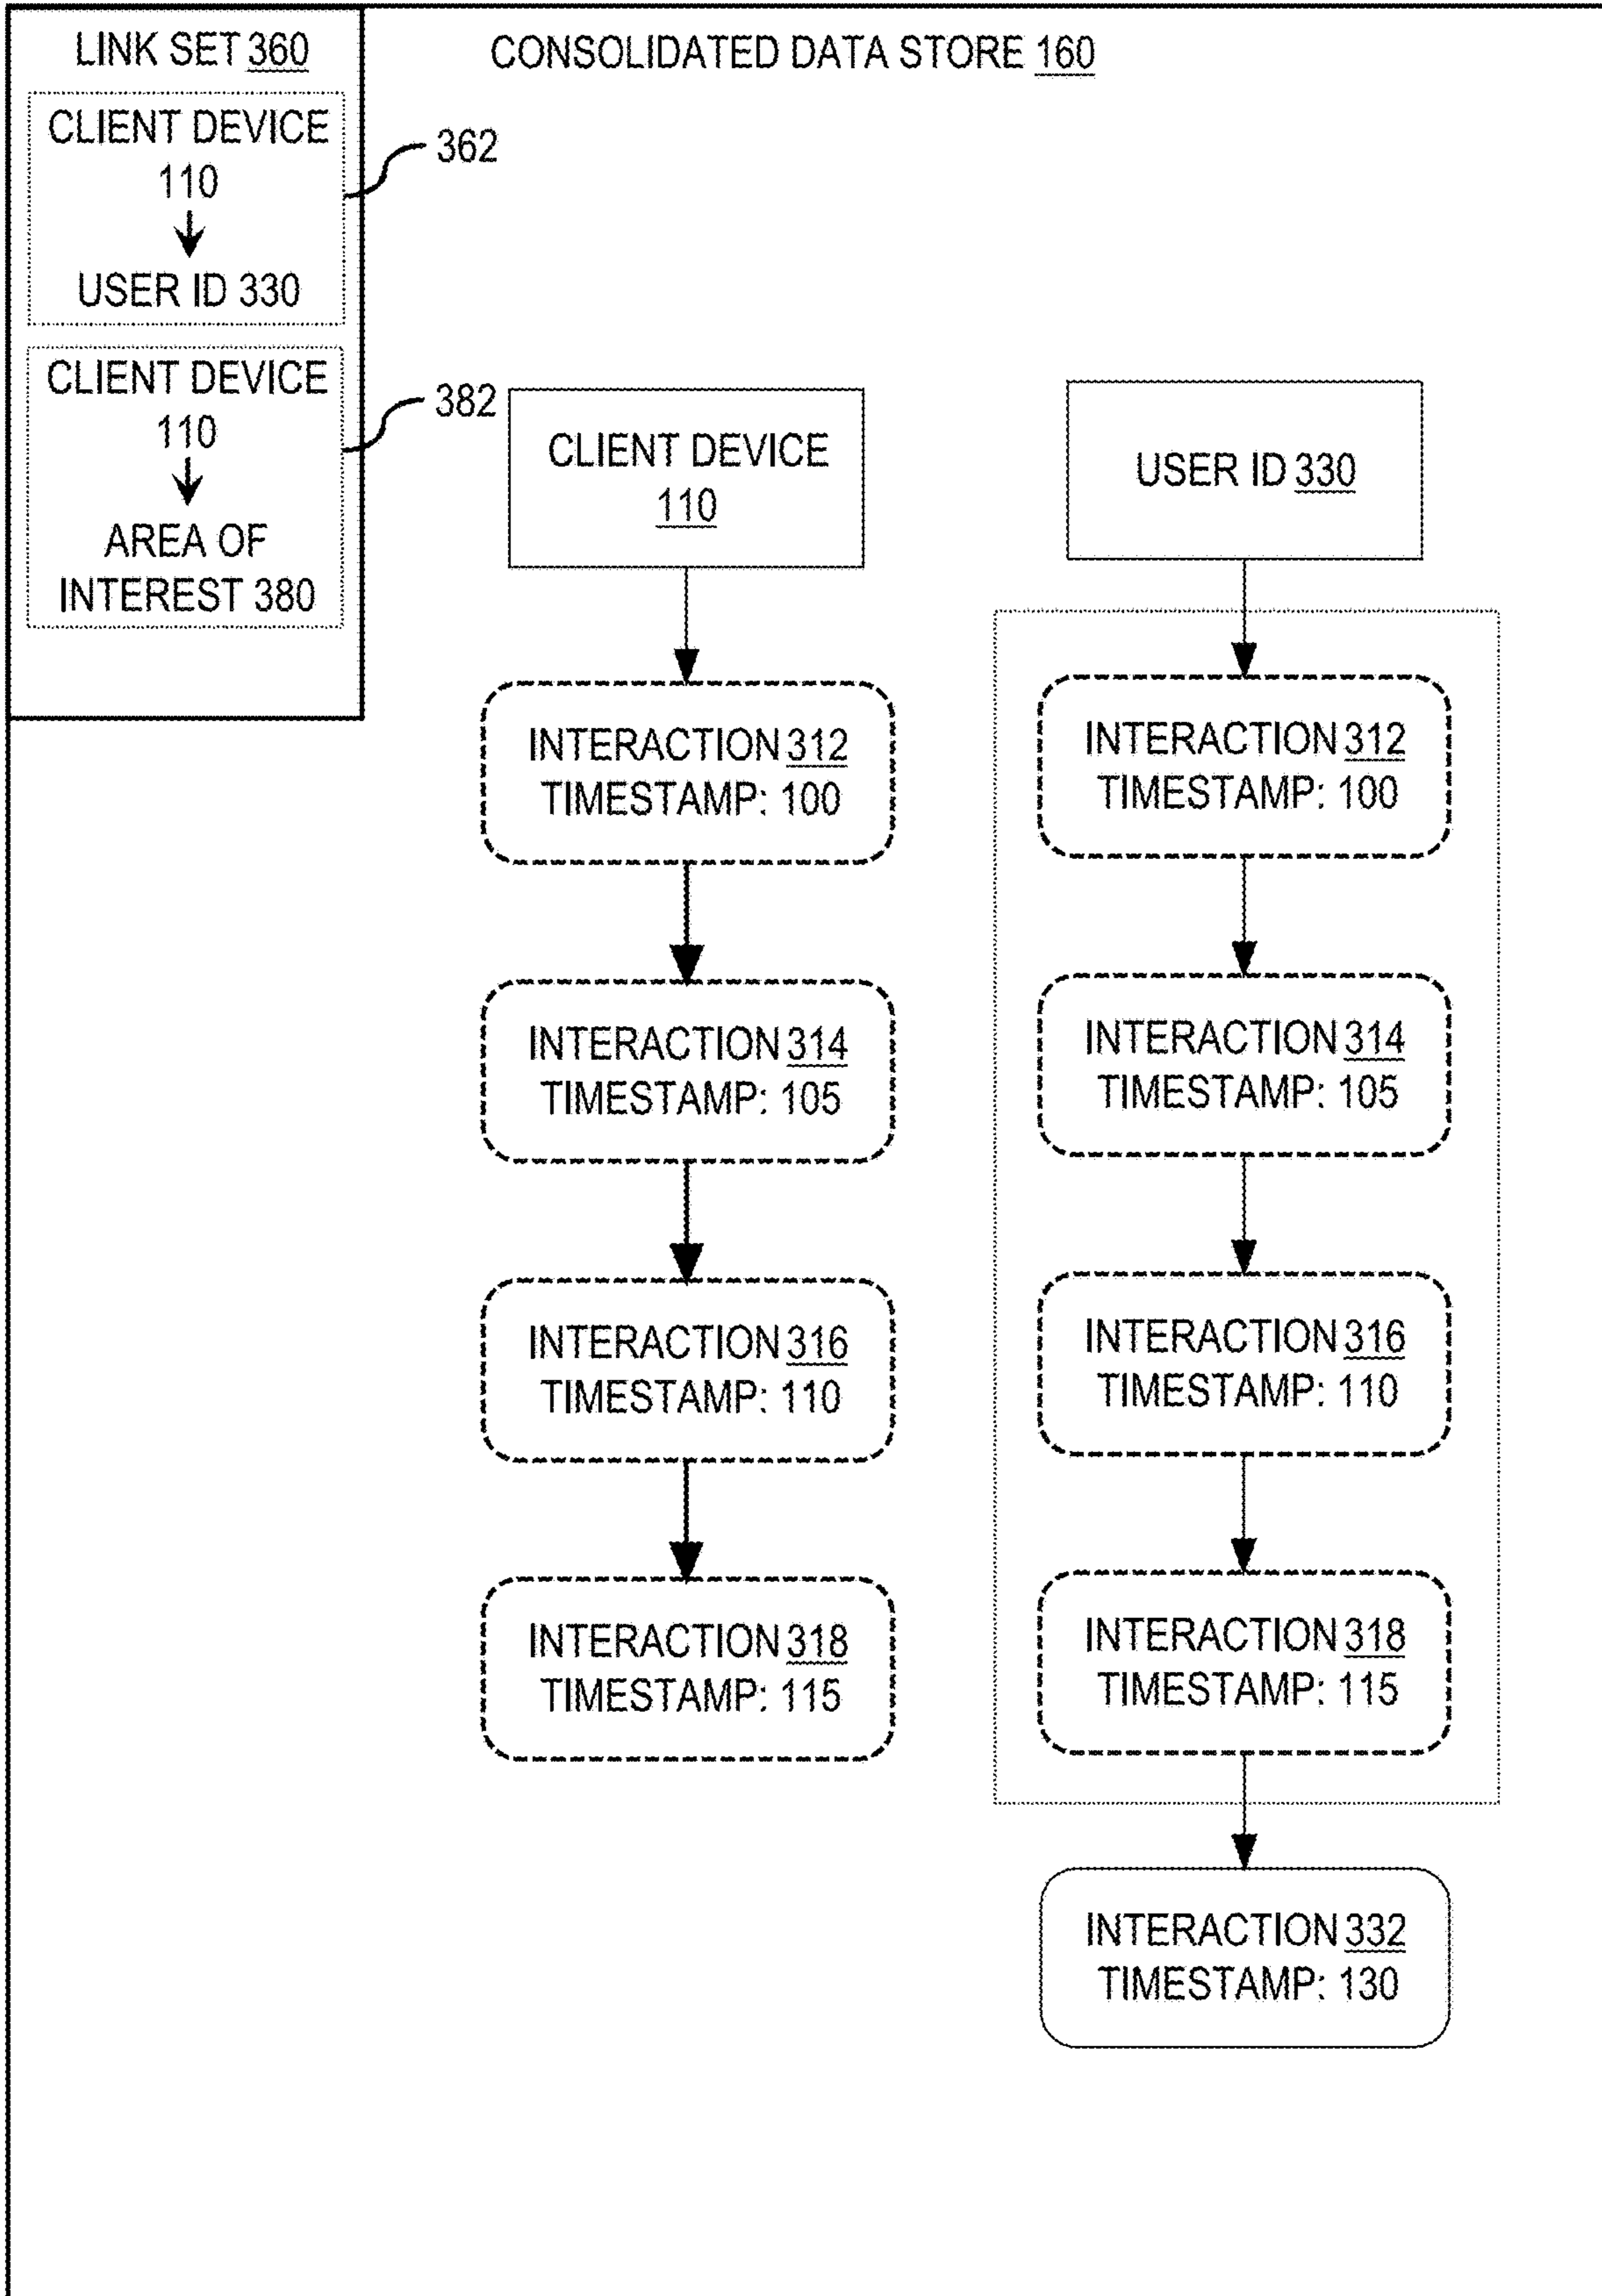 LINK SET 360
CONSOLIDATED DATA STORE 160
CLIENT DEVICE
110
USER ID 330
362
CLIENT DEVICE
110
AREA OF
INTEREST 380
382
CLIENT DEVICE
110
INTERACTION 312
TIMESTAMP: 100
INTERACTION 314
TIMESTAMP: 105
INTERACTION 316
TIMESTAMP: 110
INTERACTION 318
TIMESTAMP: 115
USER ID 330
INTERACTION 312
TIMESTAMP: 100
INTERACTION 314
TIMESTAMP: 105
INTERACTION 316
TIMESTAMP: 110
INTERACTION 318
TIMESTAMP: 115
INTERACTION 332
TIMESTAMP: 130